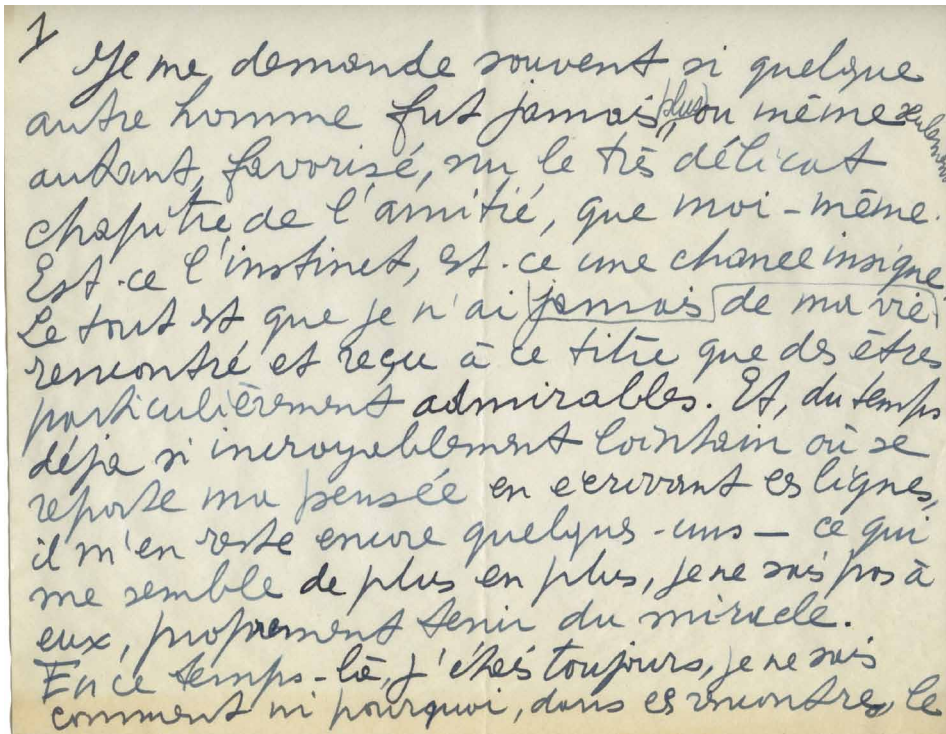 1
Je me demande souvent si quelque
autre homme fut jamais plus, ou même seulement
autant, favorisé, sur le très délicat
chapitre de l'amitié, que moi-même.
Est-ce l'instinct, est-ce une chance insigne
Le tout est que je n'ai jamais de ma vie
rencontré et reçu à ce titre que des êtres
particulièrement admirables. Et, du temps
déjà si incroyablement lointain où se
reporte ma pensée en écrivant ces lignes,
il m'en reste encore quelques-uns — ce qui
me semble de plus en plus, je ne sais pas à
eux, proprement tenir du miracle.
En ce temps-là, j'étais toujours, je ne sais
comment ni pourquoi, dans ces rencontres, le